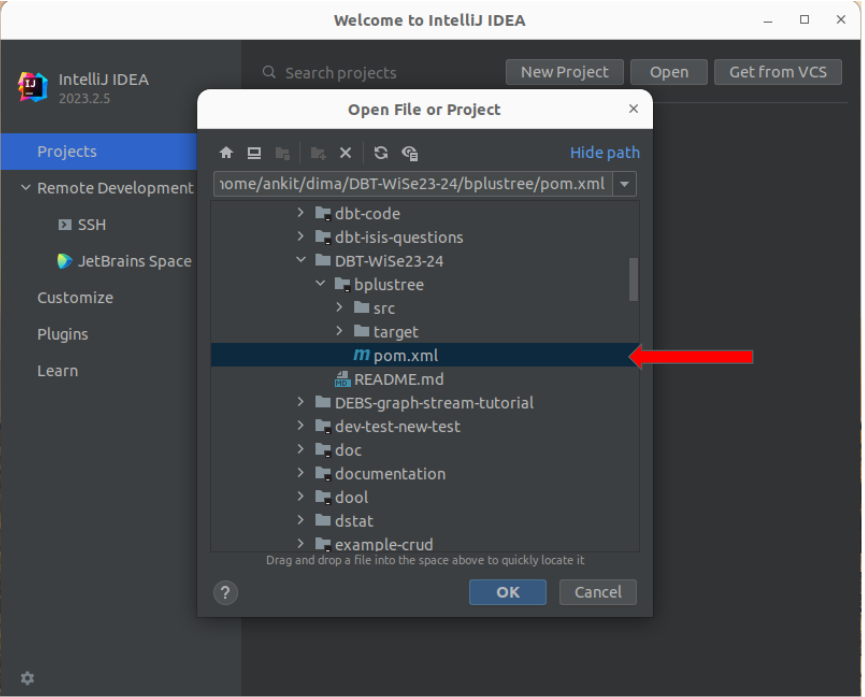 Welcome to IntelliJ IDEA
IntelliJ IDEA
2023.2.5
Search projects
New Project
Open
Get from VCS
Projects
Remote Development
SSH
JetBrains Space
Customize
Plugins
Learn
Open File or Project
Hide path
home/ankit/dima/DBT-WiSe23-24/bplustree/pom.xml
dbt-code
dbt-isis-questions
DBT-WiSe23-24
bplustree
src
target
m pom.xml
MD README.md
DEBS-graph-stream-tutorial
dev-test-new-test
doc
documentation
dool
dstat
example-crud
Drag and drop a file into the space above to quickly locate it
?
OK
Cancel